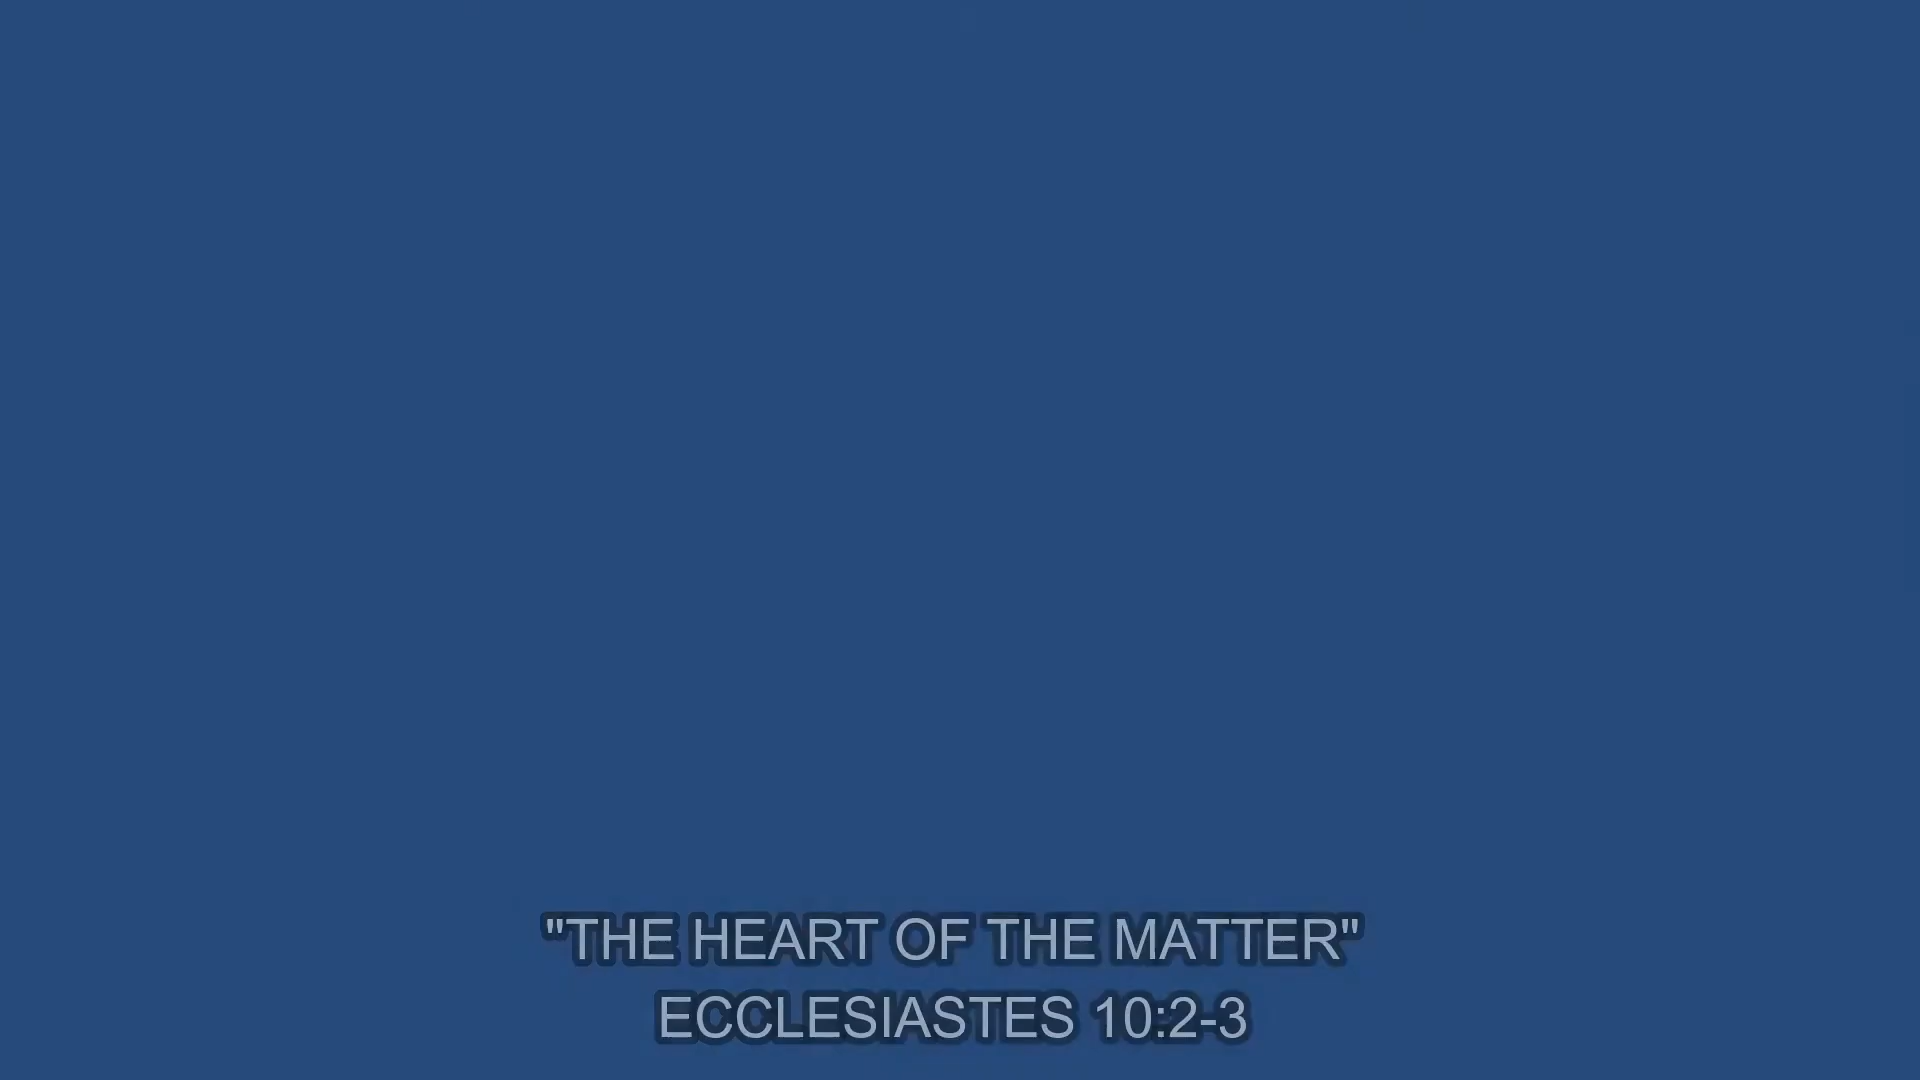 "THE HEART OF THE MATTER"
ECCLESIASTES 10:2-3